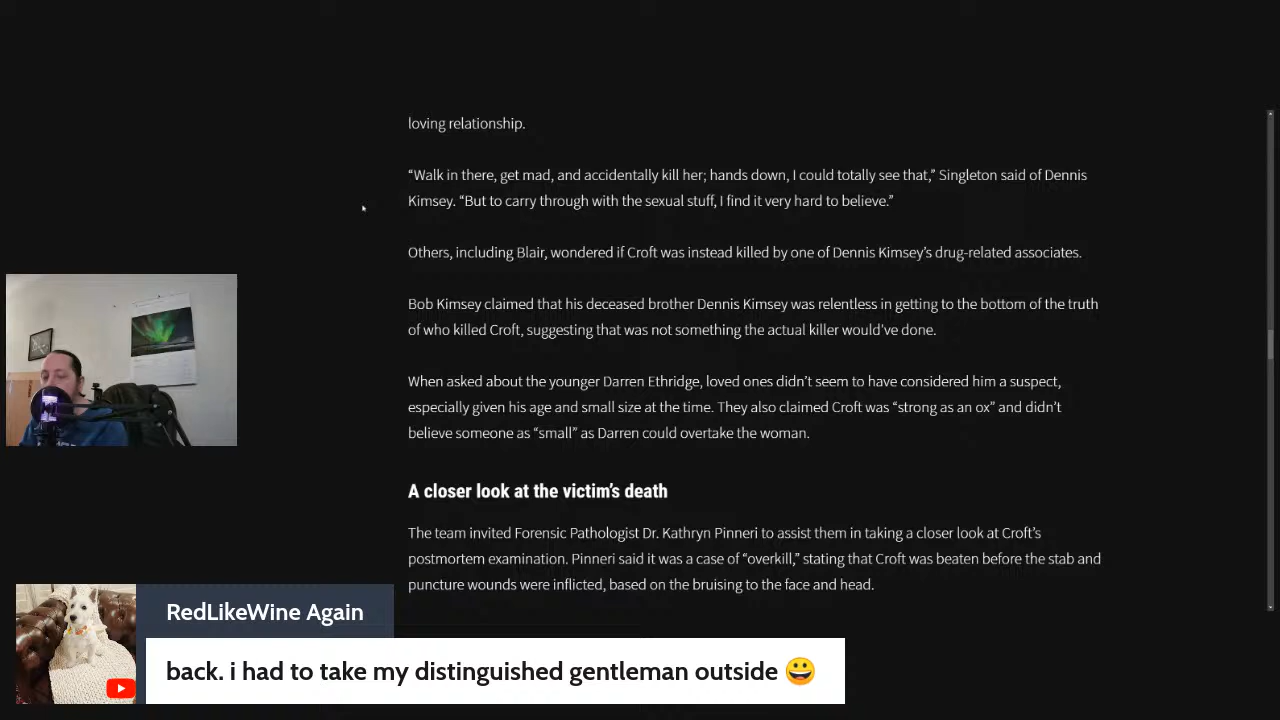 loving relationship.
“Walk in there, get mad, and accidentally kill her; hands down, I could totally see that,” Singleton said of Dennis
Kimsey. “But to carry through with the sexual stuff, I find it very hard to believe.”
Others, including Blair, wondered if Croft was instead killed by one of Dennis Kimsey’s drug-related associates.
Bob Kimsey claimed that his deceased brother Dennis Kimsey was relentless in getting to the bottom of the truth
of who killed Croft, suggesting that was not something the actual killer would’ve done.
When asked about the younger Darren Ethridge, loved ones didn’t seem to have considered him a suspect,
especially given his age and small size at the time. They also claimed Croft was “strong as an ox” and didn’t
believe someone as “small” as Darren could overtake the woman.
A closer look at the victim’s death
The team invited Forensic Pathologist Dr. Kathryn Pinneri to assist them in taking a closer look at Croft’s
postmortem examination. Pinneri said it was a case of “overkill,” stating that Croft was beaten before the stab and
puncture wounds were inflicted, based on the bruising to the face and head.
RedLikeWine Again
back. i had to take my distinguished gentleman outside 😀